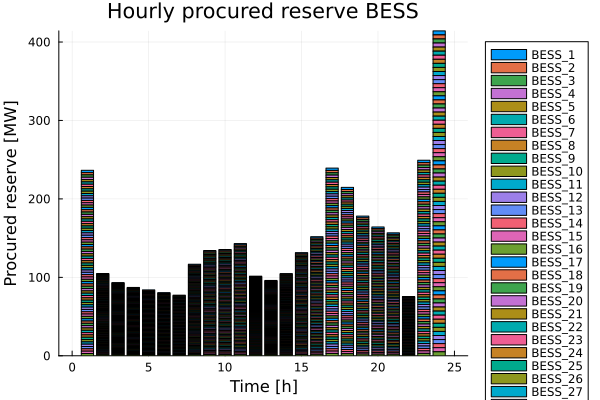 Hourly procured reserve BESS
Procured reserve [MW]
400
300
200
100
0
0 5 10 15 20 25
Time [h]
BESS_1
BESS_2
BESS_3
BESS_4
BESS_5
BESS_6
BESS_7
BESS_8
BESS_9
BESS_10
BESS_11
BESS_12
BESS_13
BESS_14
BESS_15
BESS_16
BESS_17
BESS_18
BESS_19
BESS_20
BESS_21
BESS_22
BESS_23
BESS_24
BESS_25
BESS_26
BESS_27